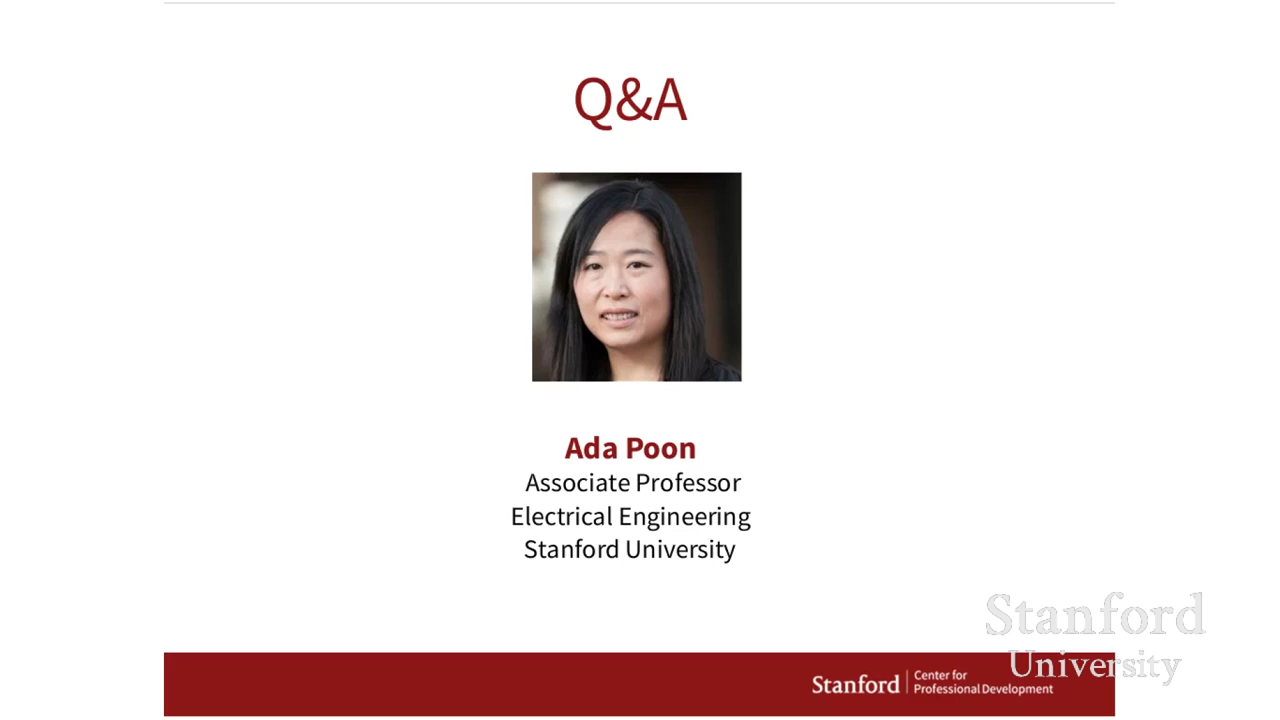 Q&A
Ada Poon
Associate Professor
Electrical Engineering
Stanford University
Stanford
University
Stanford
Center for
Professional Development